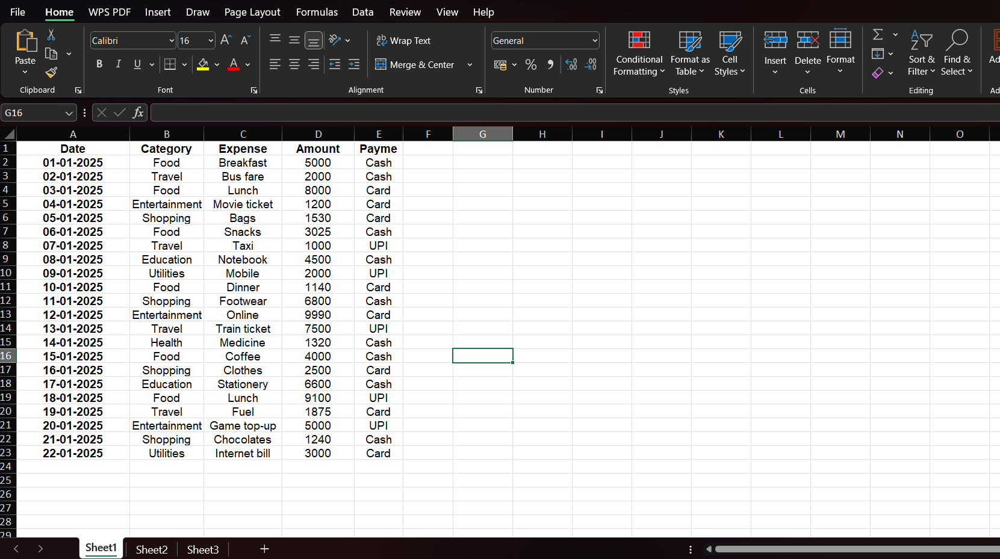 File Home WPS PDF Insert Draw Page Layout Formulas Data Review View Help
Paste
Clipboard
Calibri 16
B I U A
Font
Wrap Text
Merge & Center
Alignment
General
% .00 .00
Number
Conditional Formatting
Format as Table
Cell Styles
Styles
Insert Delete Format
Cells
Sort & Filter
Find & Select
Editing
Ad
Ad
G16 fx
A B C D E F G H I J K L M N O
1 Date Category Expense Amount Payme
2 01-01-2025 Food Breakfast 5000 Cash
3 02-01-2025 Travel Bus fare 2000 Cash
4 03-01-2025 Food Lunch 8000 Card
5 04-01-2025 Entertainment Movie ticket 1200 Card
6 05-01-2025 Shopping Bags 1530 Card
7 06-01-2025 Food Snacks 3025 Cash
8 07-01-2025 Travel Taxi 1000 UPI
9 08-01-2025 Education Notebook 4500 Cash
10 09-01-2025 Utilities Mobile 2000 UPI
11 10-01-2025 Food Dinner 1140 Card
12 11-01-2025 Shopping Footwear 6800 Cash
13 12-01-2025 Entertainment Online 9990 Card
14 13-01-2025 Travel Train ticket 7500 UPI
15 14-01-2025 Health Medicine 1320 Cash
16 15-01-2025 Food Coffee 4000 Cash
17 16-01-2025 Shopping Clothes 2500 Card
18 17-01-2025 Education Stationery 6600 Cash
19 18-01-2025 Food Lunch 9100 UPI
20 19-01-2025 Travel Fuel 1875 Card
21 20-01-2025 Entertainment Game top-up 5000 UPI
22 21-01-2025 Shopping Chocolates 1240 Cash
23 22-01-2025 Utilities Internet bill 3000 Card
24
25
26
27
28
29
Sheet1 Sheet2 Sheet3